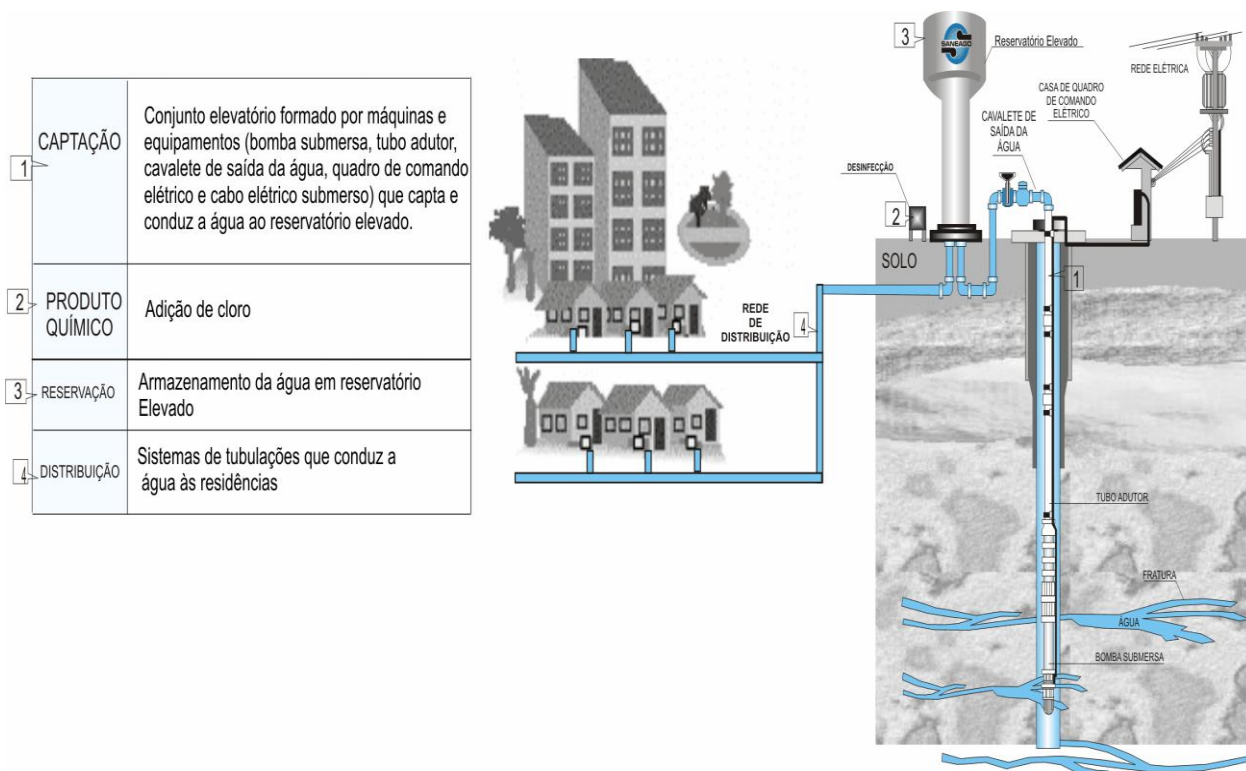 1
CAPTAÇÃO
Conjunto elevatório formado por máquinas e
equipamentos (bomba submersa, tubo adutor,
cavalete de saída da água, quadro de comando
elétrico e cabo elétrico submerso) que capta e
conduz a água ao reservatório elevado.
2
PRODUTO
QUÍMICO
Adição de cloro
3
RESERVAÇÃO
Armazenamento da água em reservatório
Elevado
4
DISTRIBUIÇÃO
Sistemas de tubulações que conduz a
água às residências
REDE
DE
DISTRIBUIÇÃO
4
3
SANEAGO
Reservatório Elevado
DESINFECÇÃO
2
CAVALETE DE
SAÍDA DA
ÁGUA
CASA DE QUADRO
DE COMANDO
ELÉTRICO
REDE ELÉTRICA
SOLO
1
TUBO ADUTOR
FRATURA
ÁGUA
BOMBA SUBMERSA